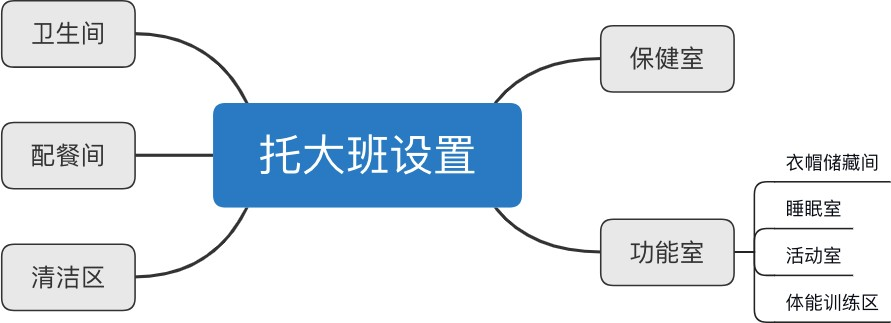 托大班设置
卫生间
配餐间
清洁区
保健室
功能室
衣帽储藏间
睡眠室
活动室
体能训练区